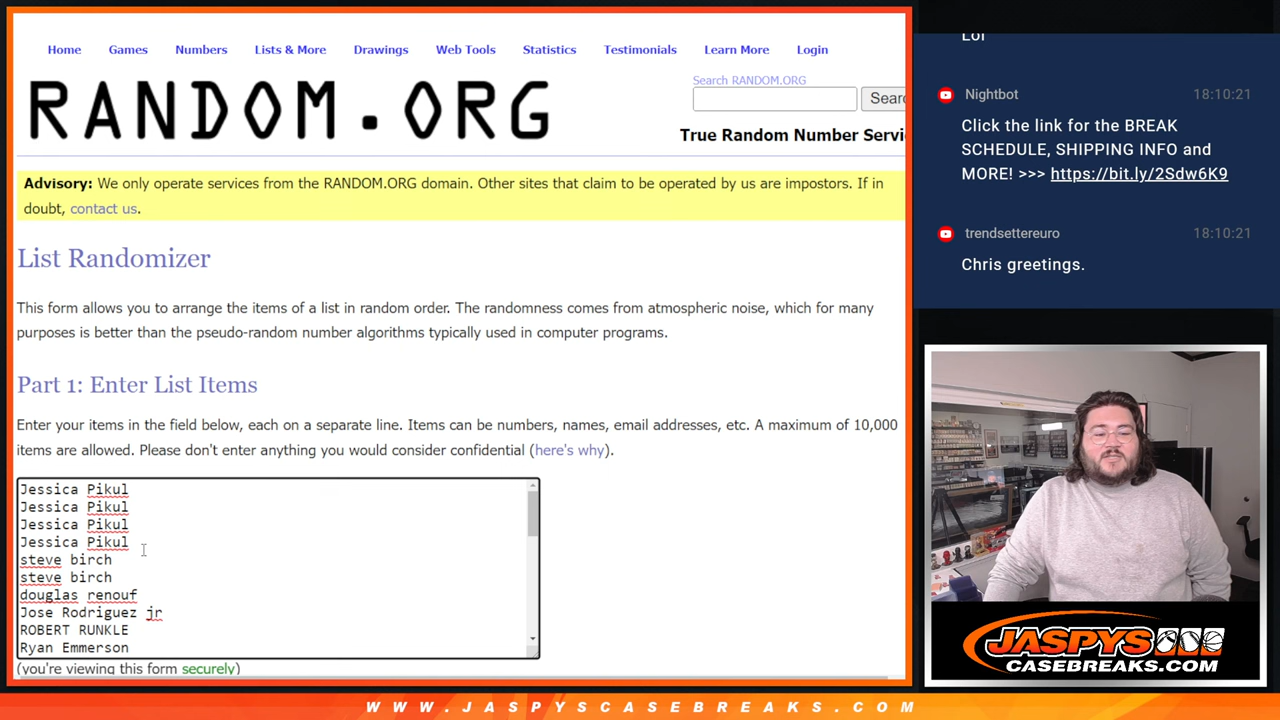 Home Games Numbers Lists & More Drawings Web Tools Statistics Testimonials Learn More Login
RANDOM.ORG
Search RANDOM.ORG
Sear
True Random Number Servi
Advisory: We only operate services from the RANDOM.ORG domain. Other sites that claim to be operated by us are impostors. If in
doubt, contact us.
List Randomizer
This form allows you to arrange the items of a list in random order. The randomness comes from atmospheric noise, which for many
purposes is better than the pseudo-random number algorithms typically used in computer programs.
Part 1: Enter List Items
Enter your items in the field below, each on a separate line. Items can be numbers, names, email addresses, etc. A maximum of 10,000
items are allowed. Please don't enter anything you would consider confidential (here's why).
Jessica Pikul
Jessica Pikul
Jessica Pikul
Jessica Pikul
steve birch
steve birch
douglas renouf
Jose Rodriguez jr
ROBERT RUNKLE
Ryan Emmerson
(you're viewing this form securely)
Nightbot 18:10:21
Click the link for the BREAK
SCHEDULE, SHIPPING INFO and
MORE! >>> https://bit.ly/2Sdw6K9
trendsettereuro 18:10:21
Chris greetings.
JASPYS
CASEBREAKS.COM
WWW.JASPYSCASEBREAKS.COM